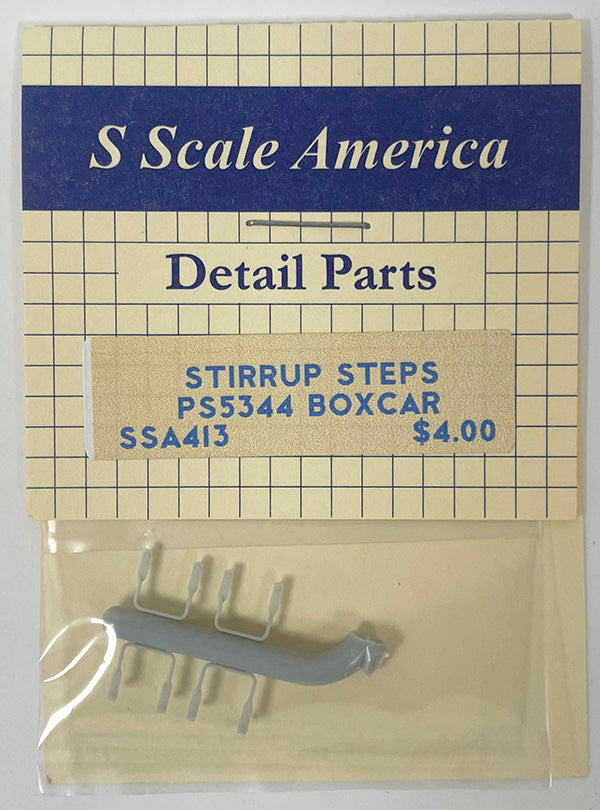 S Scale America
Detail Parts
STIRRUP STEPS
PS5344 BOXCAR
SSA413 $4.00